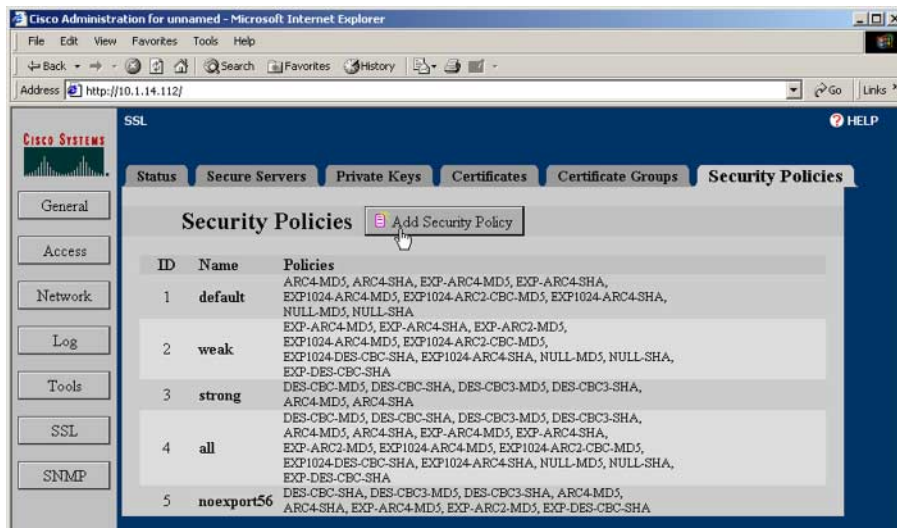 Cisco Administration for unnamed - Microsoft Internet Explorer
File Edit View Favorites Tools Help
Back Search Favorites History
Address http://10.1.14.112/ Go Links
SSL HELP
CISCO SYSTEMS
Status Secure Servers Private Keys Certificates Certificate Groups Security Policies
General
Access
Network
Log
Tools
SSL
SNMP
Security Policies Add Security Policy
ID Name Policies
1 default ARC4-MD5, ARC4-SHA, EXP-ARC4-MD5, EXP-ARC4-SHA,
EXP1024-ARC4-MD5, EXP1024-ARC2-CBC-MD5, EXP1024-ARC4-SHA,
NULL-MD5, NULL-SHA
2 weak EXP-ARC4-MD5, EXP-ARC4-SHA, EXP-ARC2-MD5,
EXP1024-ARC4-MD5, EXP1024-ARC2-CBC-MD5,
EXP1024-DES-CBC-SHA, EXP1024-ARC4-SHA, NULL-MD5, NULL-SHA,
EXP-DES-CBC-SHA
3 strong DES-CBC-MD5, DES-CBC-SHA, DES-CBC3-MD5, DES-CBC3-SHA,
ARC4-MD5, ARC4-SHA
4 all DES-CBC-MD5, DES-CBC-SHA, DES-CBC3-MD5, DES-CBC3-SHA,
ARC4-MD5, ARC4-SHA, EXP-ARC4-MD5, EXP-ARC4-SHA,
EXP-ARC2-MD5, EXP1024-ARC4-MD5, EXP1024-ARC2-CBC-MD5,
EXP1024-DES-CBC-SHA, EXP1024-ARC4-SHA, NULL-MD5, NULL-SHA,
EXP-DES-CBC-SHA
5 noexport56 DES-CBC-SHA, DES-CBC3-MD5, DES-CBC3-SHA, ARC4-MD5,
ARC4-SHA, EXP-ARC4-MD5, EXP-ARC2-MD5, EXP-DES-CBC-SHA